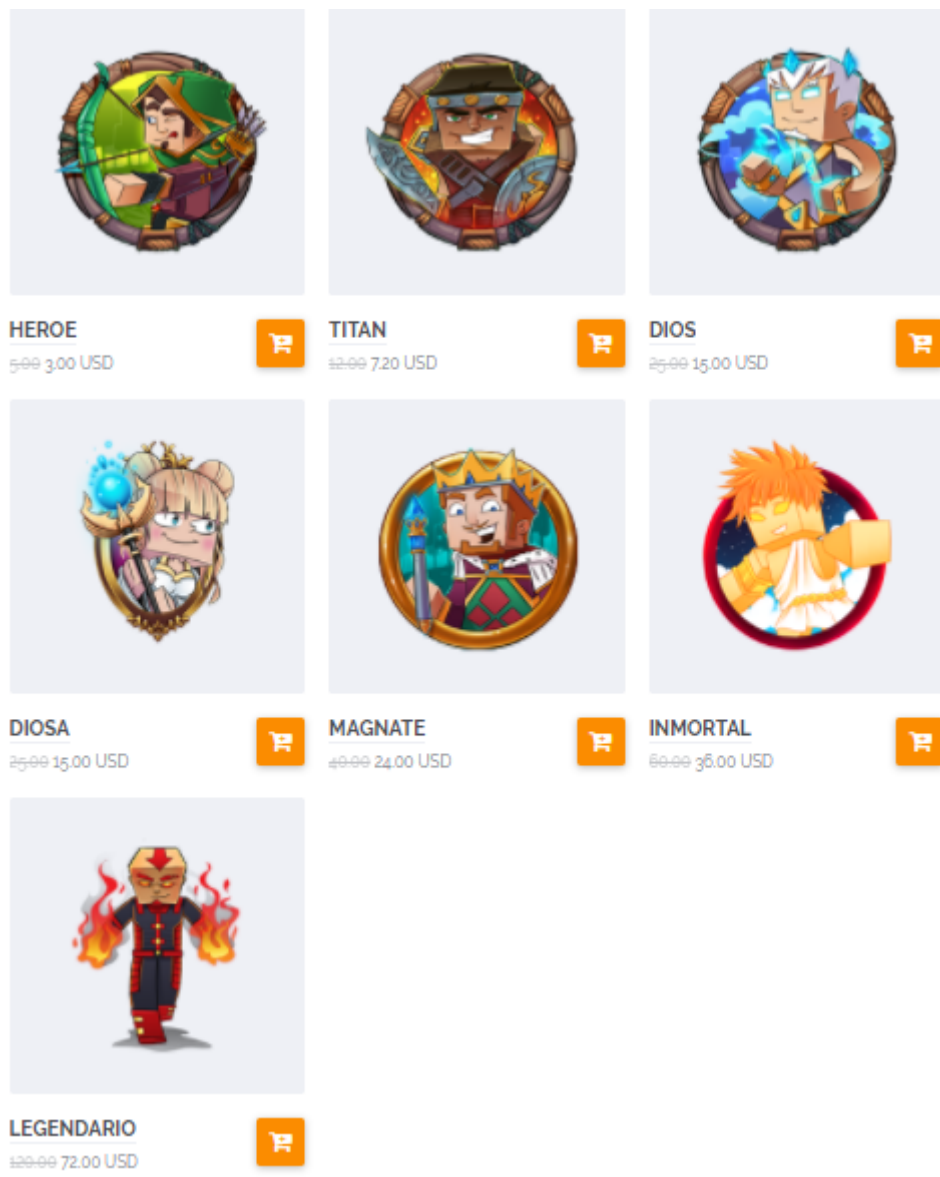 HEROE
5.00 3.00 USD
TITAN
12.00 7.20 USD
DIOS
25.00 15.00 USD
DIOSA
25.00 15.00 USD
MAGNATE
40.00 24.00 USD
INMORTAL
60.00 36.00 USD
LEGENDARIO
120.00 72.00 USD